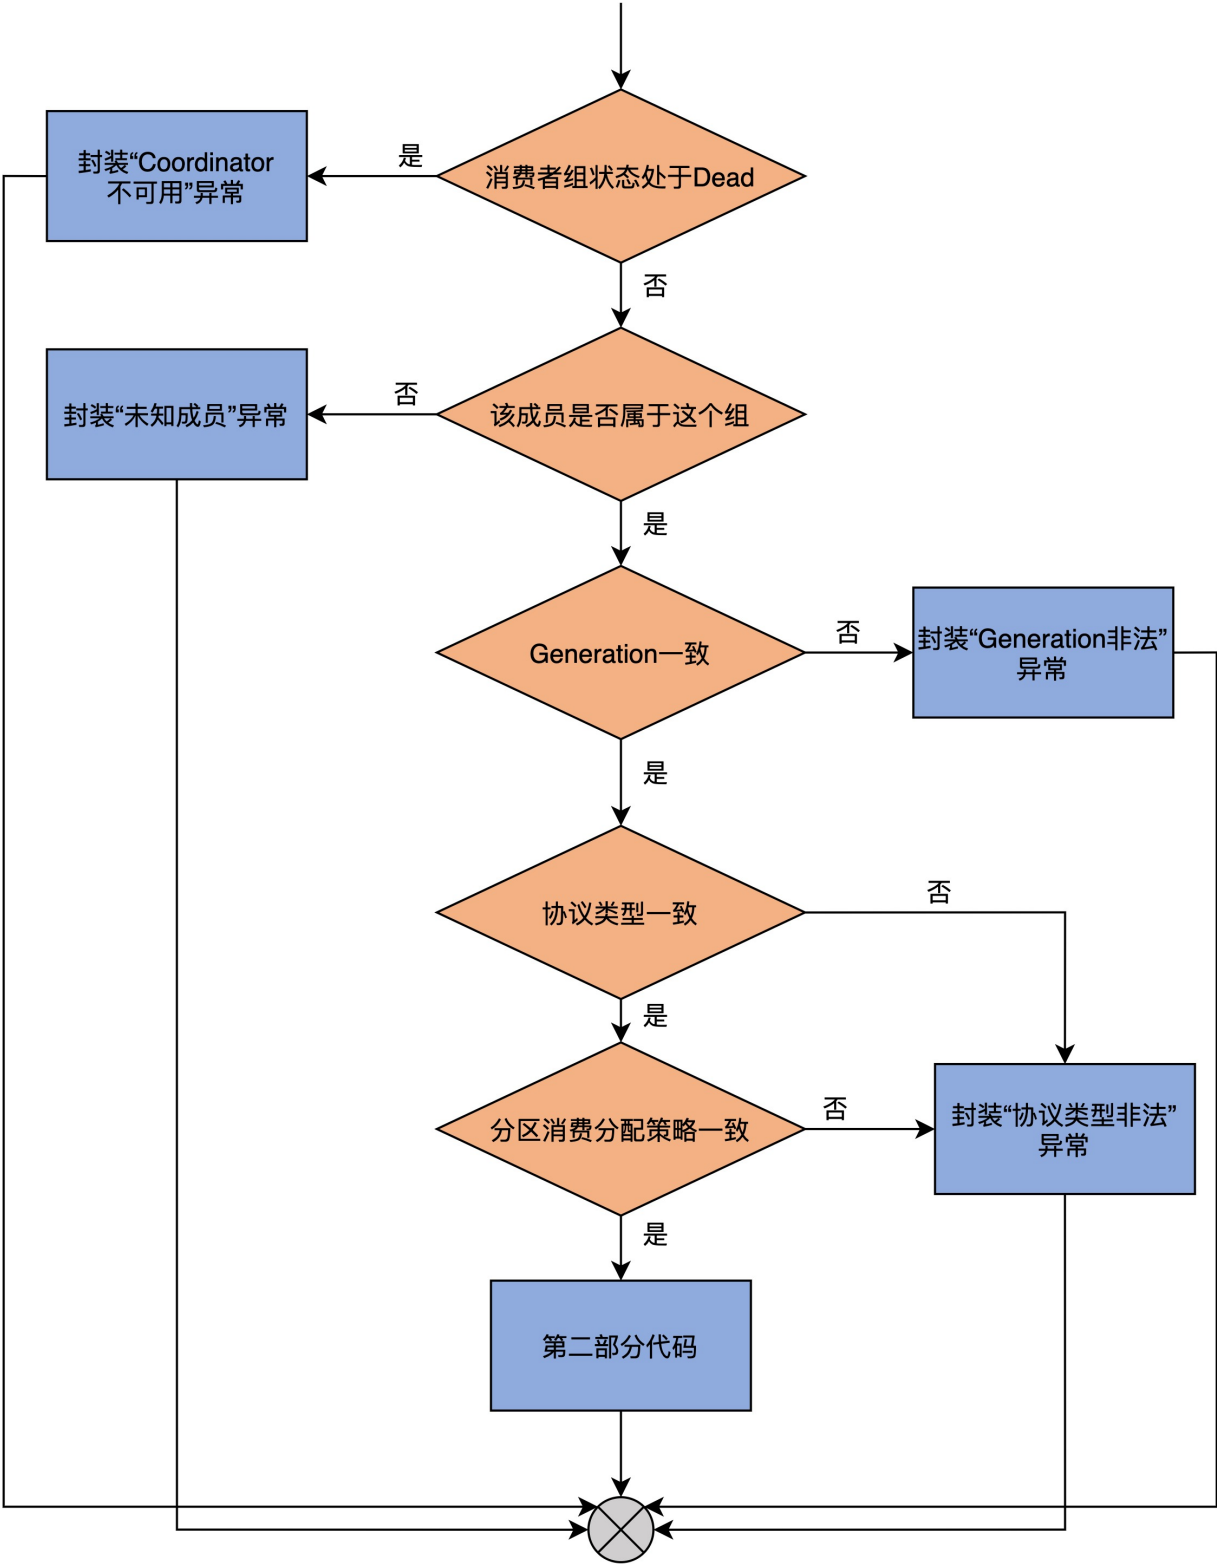 消费者组状态处于Dead
是
封装“Coordinator
不可用”异常
否
该成员是否属于这个组
否
封装“未知成员”异常
是
Generation一致
否
封装“Generation非法”
异常
是
协议类型一致
否
是
分区消费分配策略一致
否
封装“协议类型非法”
异常
是
第二部分代码